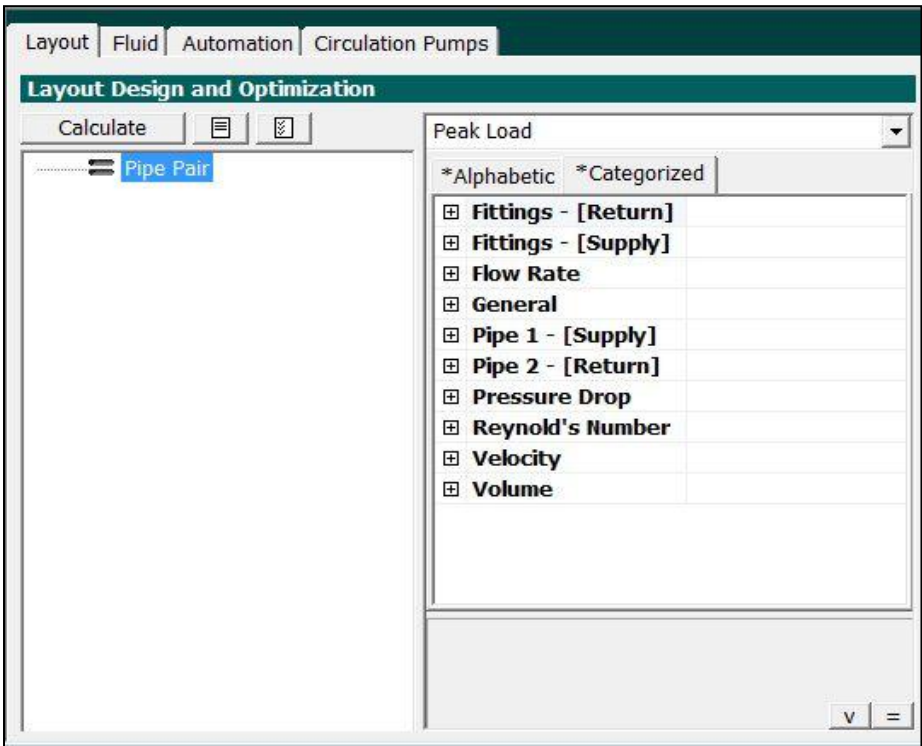 Layout Fluid Automation Circulation Pumps
Layout Design and Optimization
Calculate
Peak Load
Pipe Pair
*Alphabetic *Categorized
Fittings - [Return]
Fittings - [Supply]
Flow Rate
General
Pipe 1 - [Supply]
Pipe 2 - [Return]
Pressure Drop
Reynold's Number
Velocity
Volume
v =